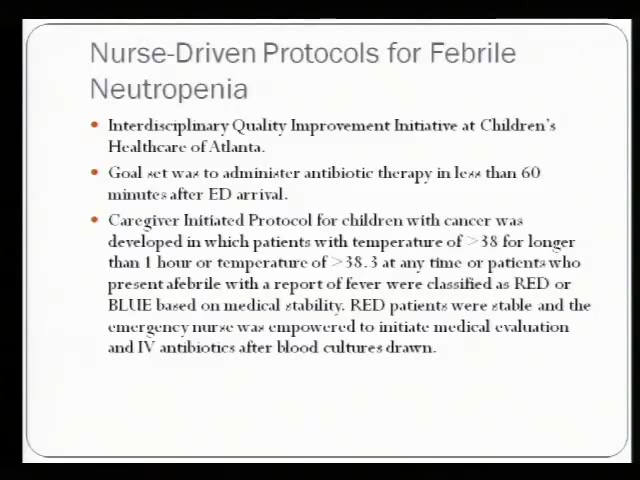 Nurse-Driven Protocols for Febrile
Neutropenia
• Interdisciplinary Quality Improvement Initiative at Children's
Healthcare of Atlanta.
• Goal set was to administer antibiotic therapy in less than 60
minutes after ED arrival.
• Caregiver Initiated Protocol for children with cancer was
developed in which patients with temperature of >38 for longer
than 1 hour or temperature of >38.3 at any time or patients who
present afebrile with a report of fever were classified as RED or
BLUE based on medical stability. RED patients were stable and the
emergency nurse was empowered to initiate medical evaluation
and IV antibiotics after blood cultures drawn.